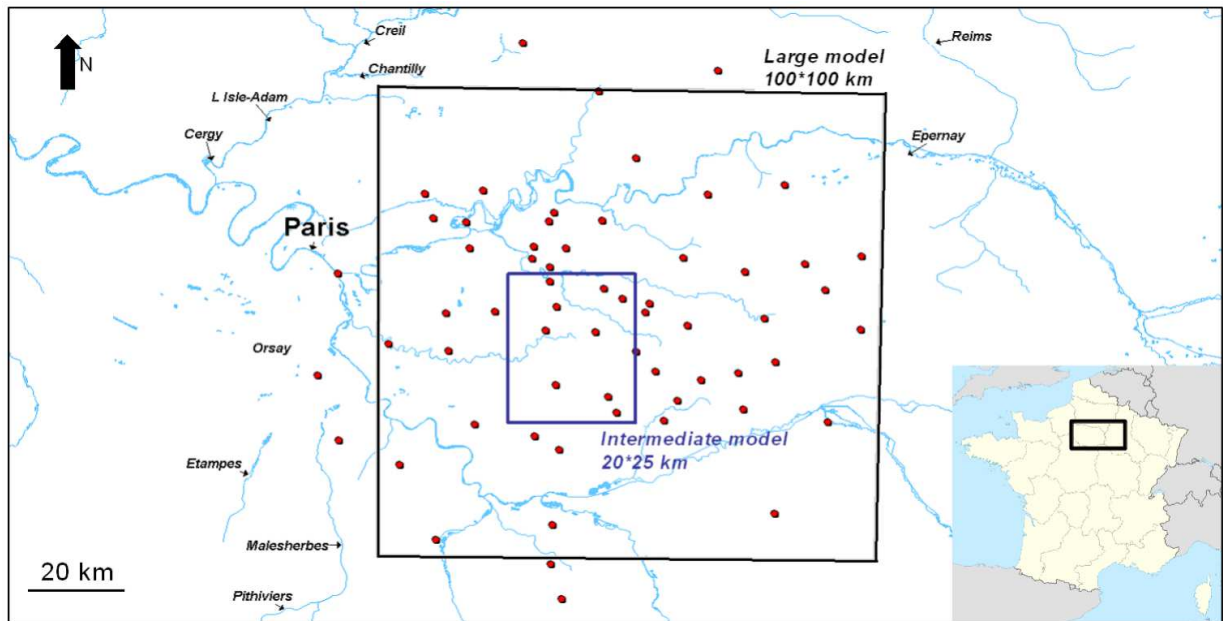 Creil
Reims
N
Large model
100*100 km
Chantilly
L Isle-Adam
Cergy
Epernay
Paris
Orsay
Intermediate model
20*25 km
Etampes
Malesherbes
20 km
Pithiviers